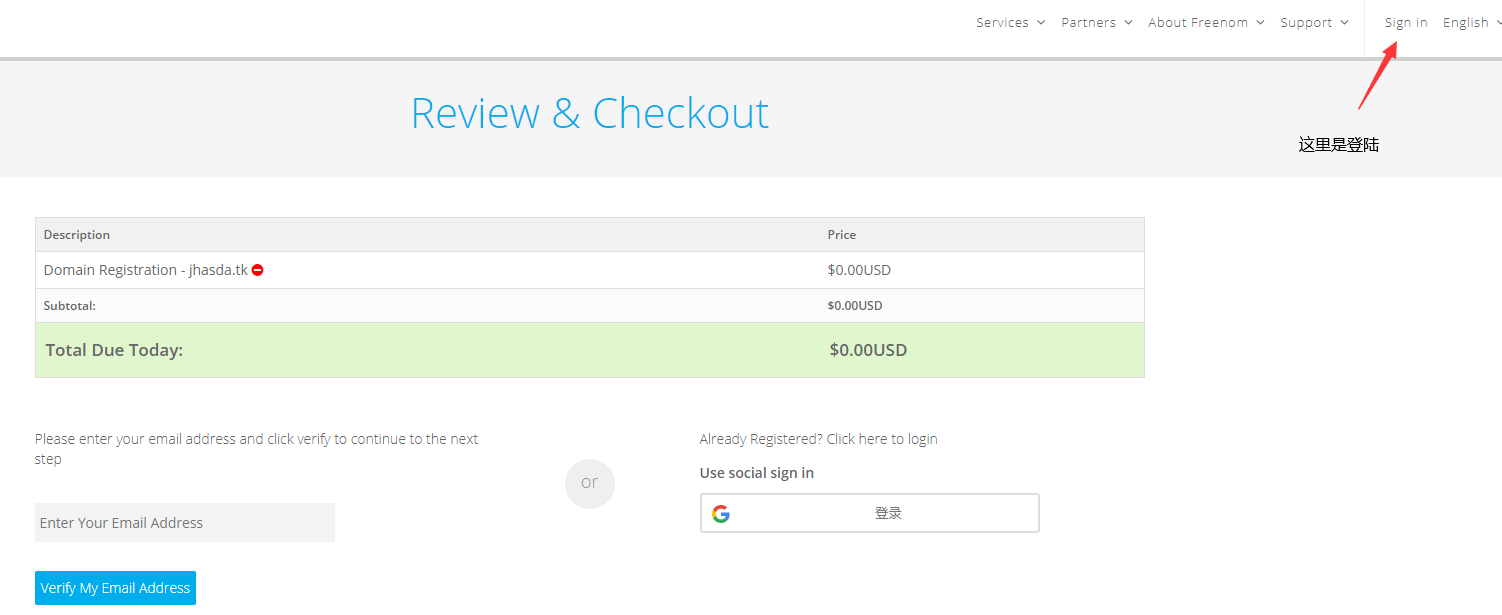 Services Partners About Freenom Support Sign in English
Review & Checkout
这里是登陆
Description Price
Domain Registration - jhasda.tk $0.00USD
Subtotal: $0.00USD
Total Due Today: $0.00USD
Please enter your email address and click verify to continue to the next
step
Enter Your Email Address
Verify My Email Address
or
Already Registered? Click here to login
Use social sign in
登录